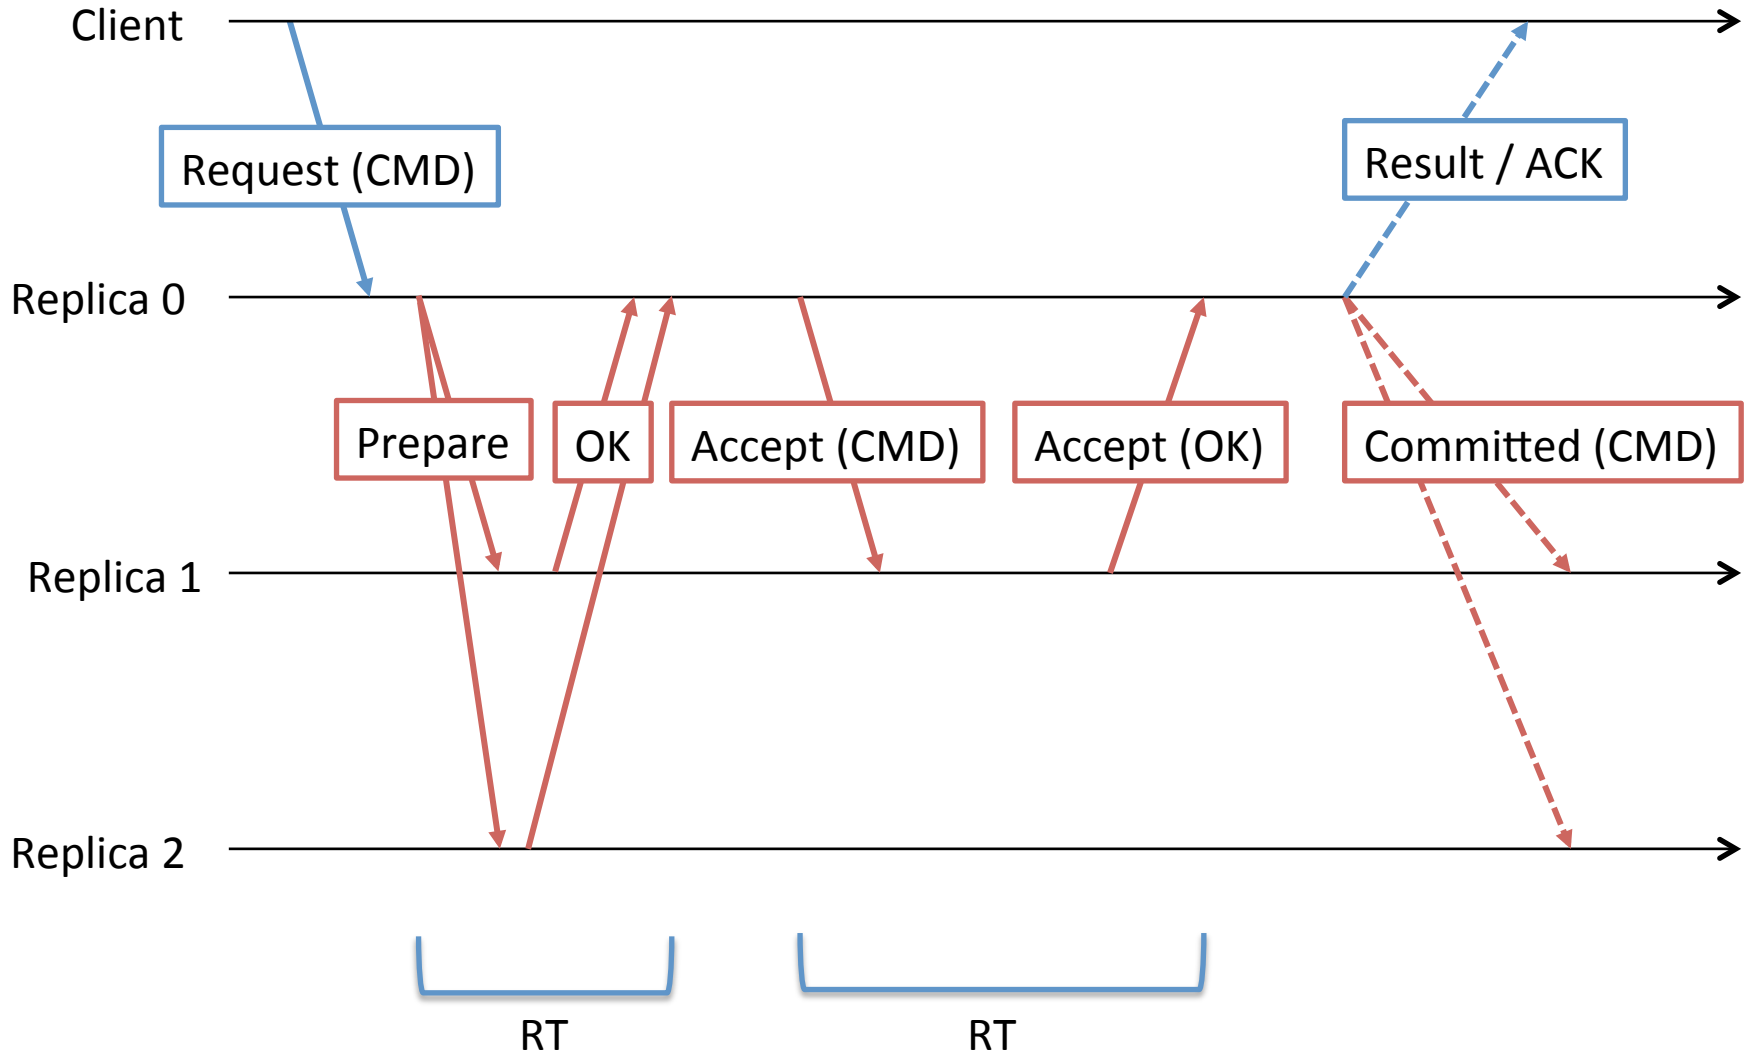 Client
Request (CMD)
Result / ACK
Replica 0
Prepare
OK
Accept (CMD)
Accept (OK)
Committed (CMD)
Replica 1
Replica 2
RT
RT